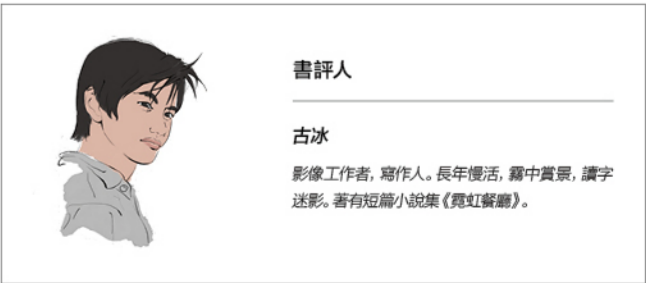 書評人
古冰
影像工作者，寫作人。長年慢活，霧中賞景，讀字
迷影。著有短篇小說集《霓虹餐廳》。